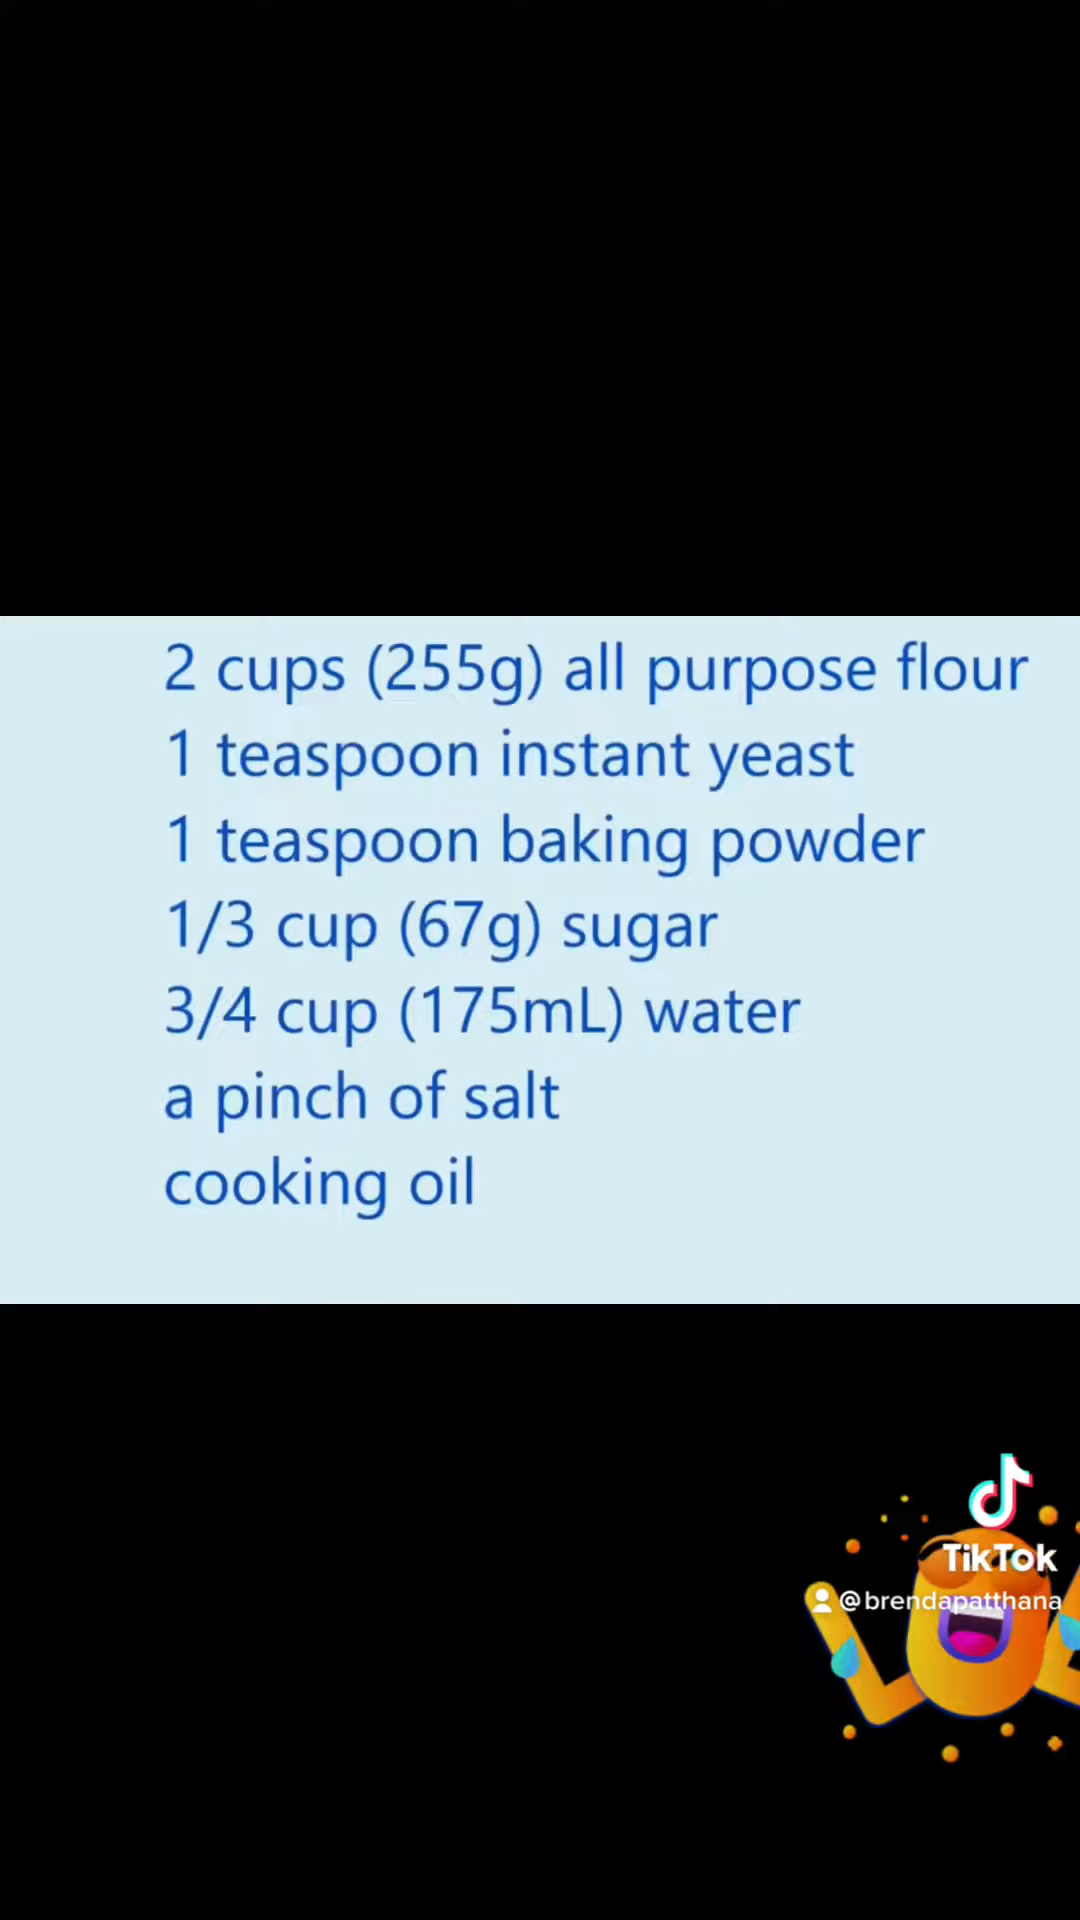 2 cups (255g) all purpose flour
1 teaspoon instant yeast
1 teaspoon baking powder
1/3 cup (67g) sugar
3/4 cup (175mL) water
a pinch of salt
cooking oil
TikTok
@brendapatthana